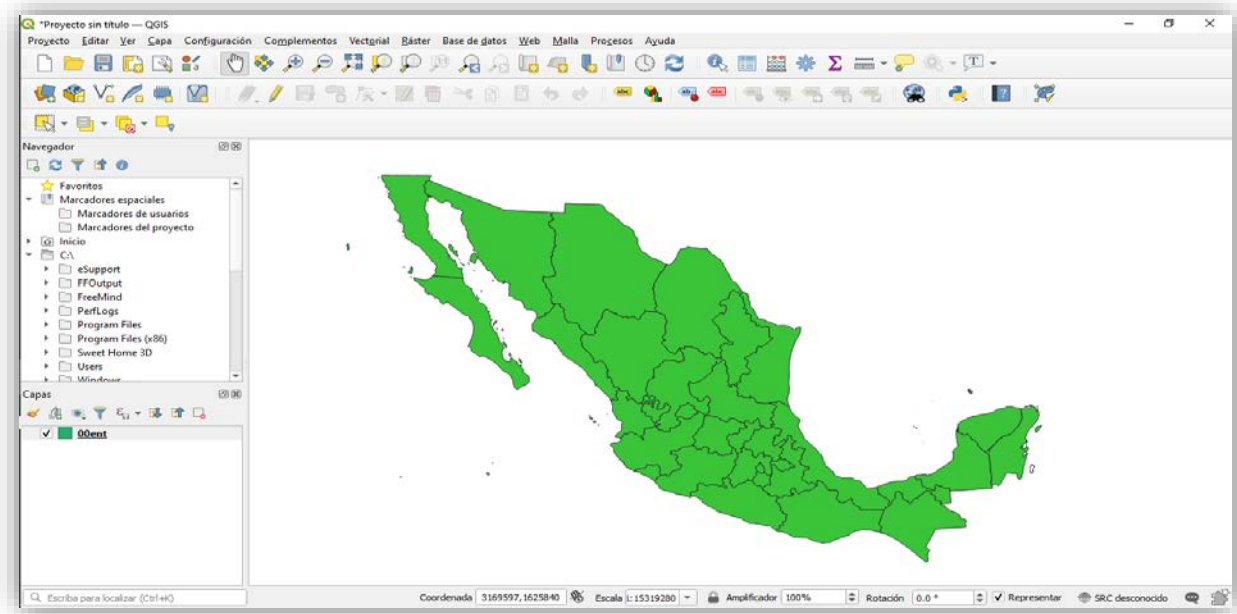 *Proyecto sin título — QGIS
Proyecto Editar Ver Capa Configuración Complementos Vectorial Ráster Base de datos Web Malla Procesos Ayuda
Navegador
Favoritos
Marcadores espaciales
Marcadores de usuarios
Marcadores del proyecto
Inicio
C:\
eSupport
FFOutput
FreeMind
PerfLogs
Program Files
Program Files (x86)
Sweet Home 3D
Users
Windows
Capas
00ent
Escriba para localizar (Ctrl+K)
Coordenada 3169597,1625840 Escala 1:15319280 Amplificador 100% Rotación 0.0 ° Representar SRC desconocido